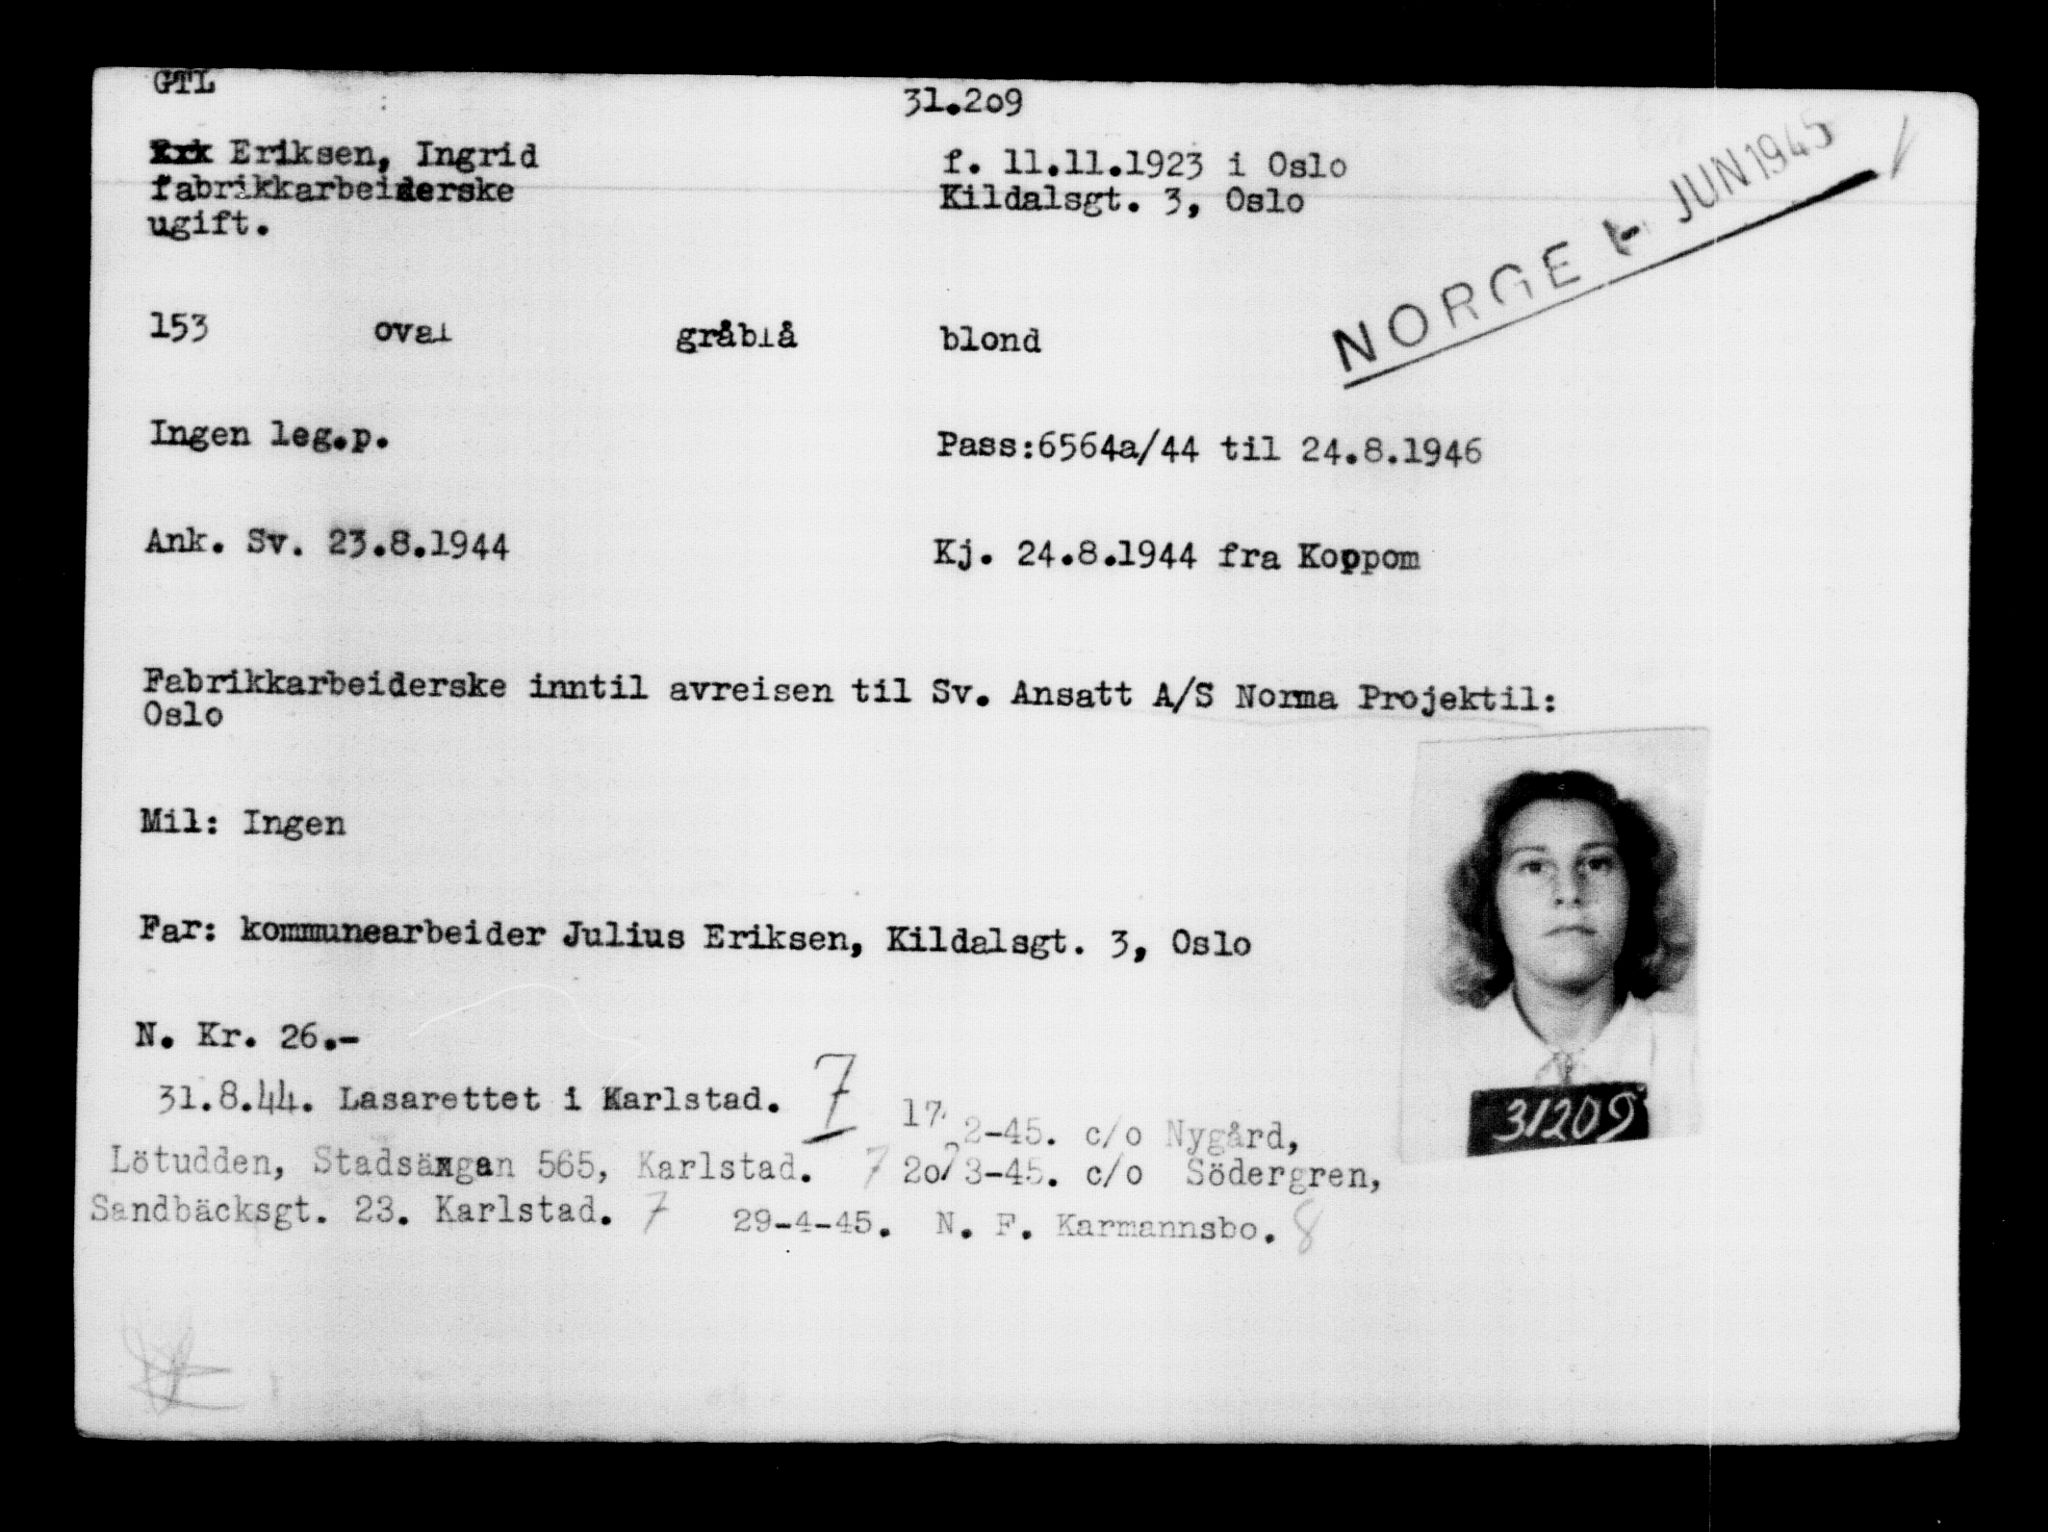 GTL
31.209
Eriksen, Ingrid
f. 11.11.1923 i Oslo
fabrikkarbeiderske
Kildalsgt. 3, Oslo
ugift.
NORGE JUN 1945
153 oval gråblå blond
Ingen leg.p.
Pass:6564a/44 til 24.8.1946
Ank. Sv. 23.8.1944
Kj. 24.8.1944 fra Koppom
Fabrikkarbeiderske inntil avreisen til Sv. Ansatt A/S Norma Projektil:
Oslo
Mil: Ingen
Far: kommunearbeider Julius Eriksen, Kildalsgt. 3, Oslo
N. Kr. 26.-
31.8.44. Lasarettet i Karlstad. 7 17 2-45. c/o Nygård,
Lötudden, Stadsängan 565, Karlstad. 7 20/3-45. c/o Södergren,
Sandbäcksgt. 23. Karlstad. 7 29-4-45. N. F. Karmannsbo. 8
31209